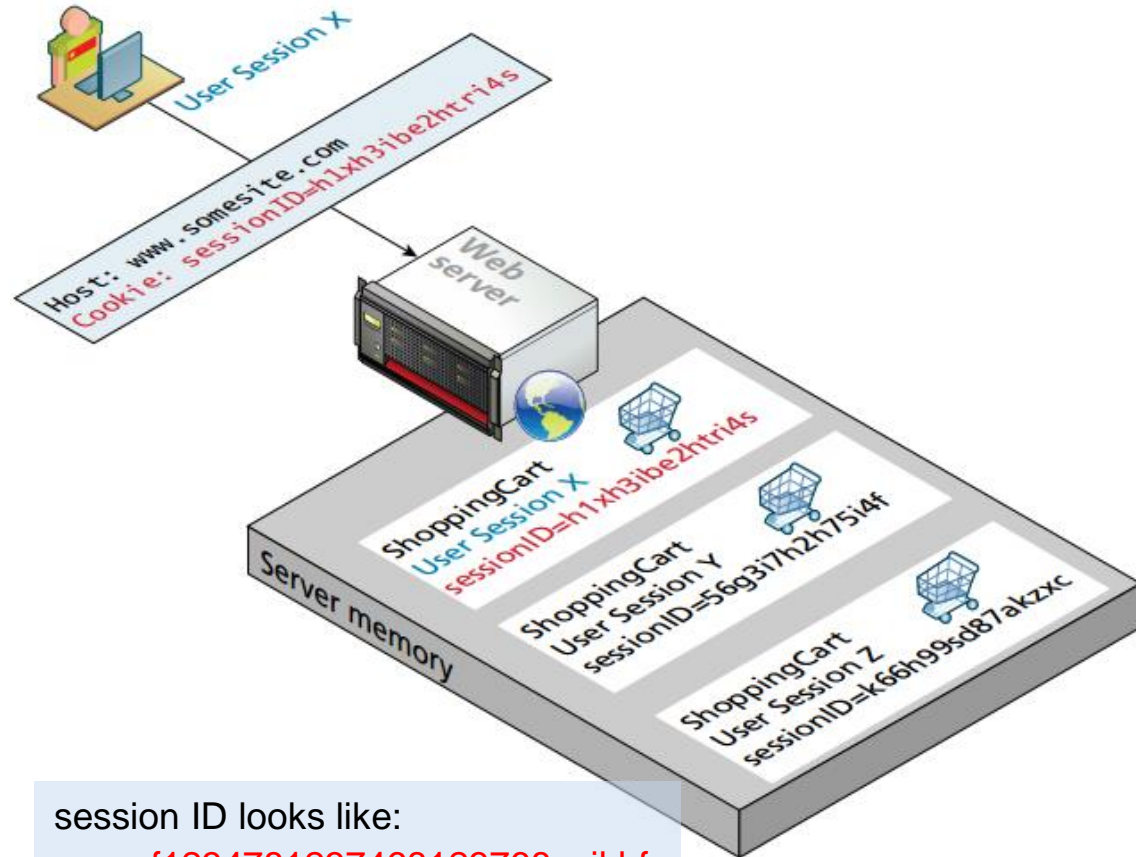 User Session X
Host: www.somesite.com
Cookie: sessionID=h1xh3ibe2htri4s
Web
server
ShoppingCart
User Session X
sessionID=h1xh3ibe2htri4s
ShoppingCart
User Session Y
sessionID=56g3i7h2h75i4f
ShoppingCart
User Session Z
sessionID=k66h99sd87akzxc
Server memory
session ID looks like: